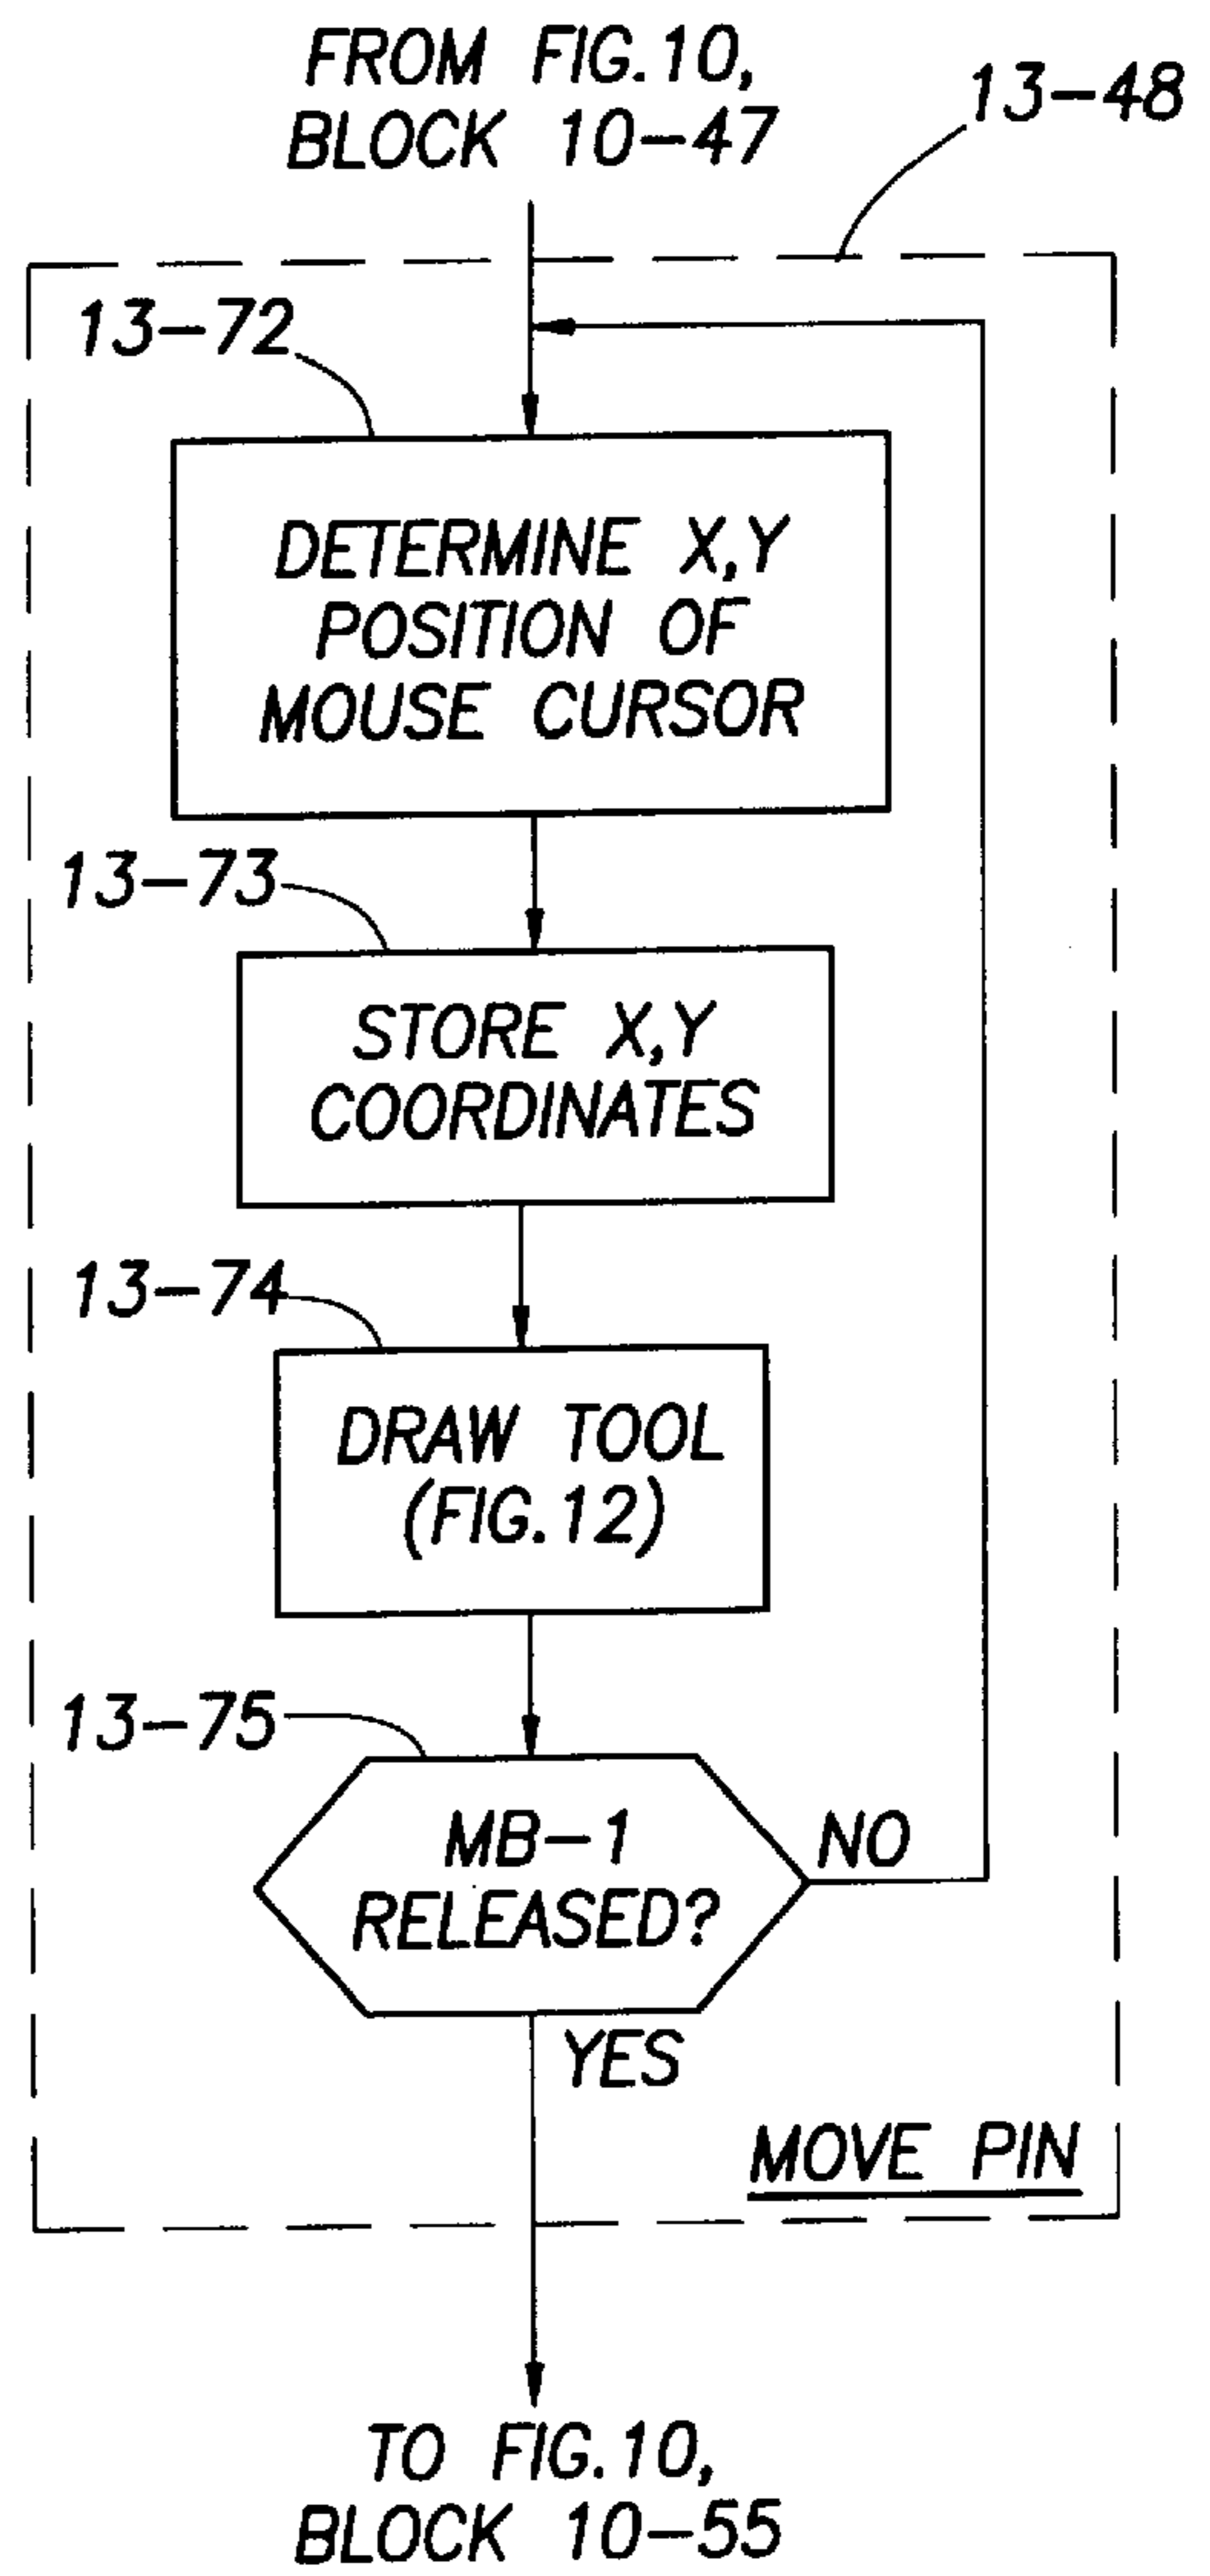 FROM FIG.10,
BLOCK 10-47
13-48
13-72
DETERMINE X,Y
POSITION OF
MOUSE CURSOR
13-73
STORE X,Y
COORDINATES
13-74
DRAW TOOL
(FIG.12)
13-75
MB-1
RELEASED?
NO
YES
MOVE PIN
TO FIG.10,
BLOCK 10-55